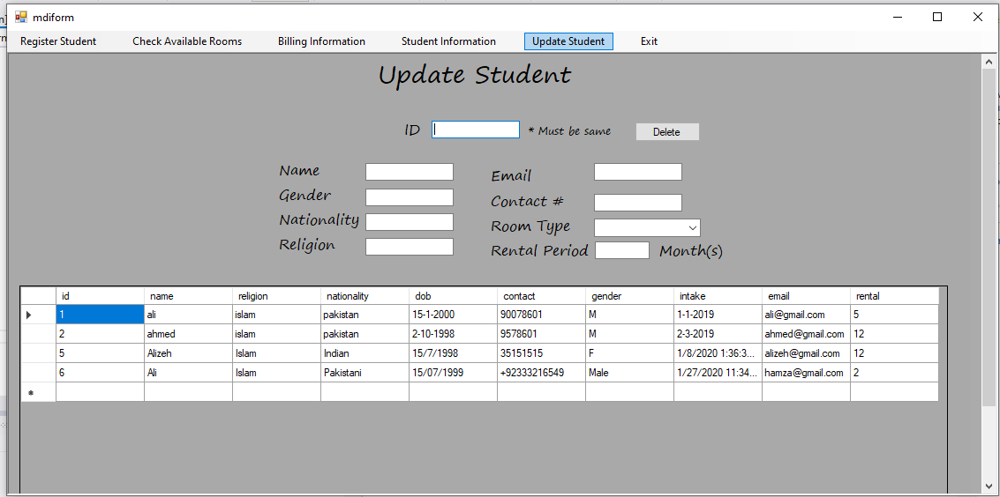 mdiform
Register Student Check Available Rooms Billing Information Student Information Update Student Exit
Update Student
ID * Must be same Delete
Name Email
Gender Contact #
Nationality Room Type
Religion Rental Period Month(s)
id name religion nationality dob contact gender intake email rental
1 ali islam pakistan 15-1-2000 90078601 M 1-1-2019 ali@gmail.com 5
2 ahmed islam pakistan 2-10-1998 9578601 M 2-3-2019 ahmed@gmail.com 12
5 Alizeh Islam Indian 15/7/1998 35151515 F 1/8/2020 1:36:3... alizeh@gmail.com 12
6 Ali Islam Pakistani 15/07/1999 +92333216549 Male 1/27/2020 11:34... hamza@gmail.com 2